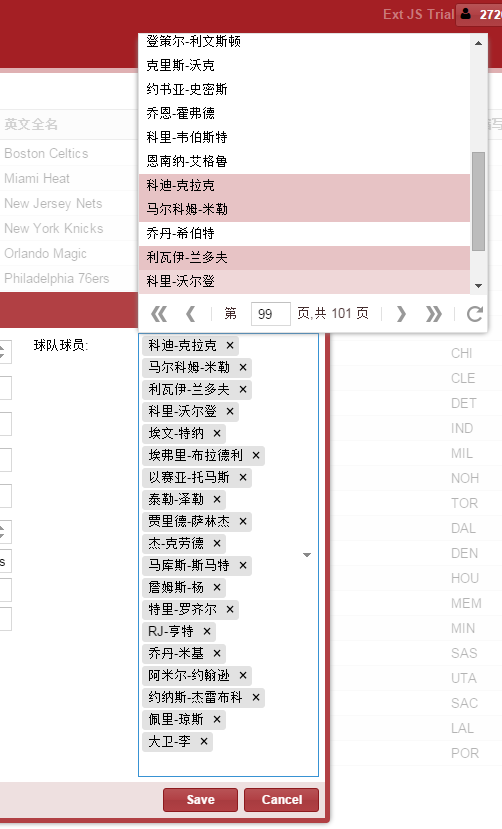 Ext JS Trial
272
登策尔-利文斯顿
克里斯-沃克
约书亚-史密斯
乔恩-霍弗德
科里-韦伯斯特
恩南纳-艾格鲁
科迪-克拉克
马尔科姆-米勒
乔丹-希伯特
利瓦伊-兰多夫
科里-沃尔登
第 99 页,共 101 页
英文全名
Boston Celtics
Miami Heat
New Jersey Nets
New York Knicks
Orlando Magic
Philadelphia 76ers
球队球员:
科迪-克拉克 ×
马尔科姆-米勒 ×
利瓦伊-兰多夫 ×
科里-沃尔登 ×
埃文-特纳 ×
埃弗里-布拉德利 ×
以赛亚-托马斯 ×
泰勒-泽勒 ×
贾里德-萨林杰 ×
杰-克劳德 ×
马库斯-斯马特 ×
詹姆斯-杨 ×
特里-罗齐尔 ×
RJ-亨特 ×
乔丹-米基 ×
阿米尔-约翰逊 ×
约纳斯-杰雷布科 ×
佩里-琼斯 ×
大卫-李 ×
s
CHI
CLE
DET
IND
MIL
NOH
TOR
DAL
DEN
HOU
MEM
MIN
SAS
UTA
SAC
LAL
POR
Save
Cancel